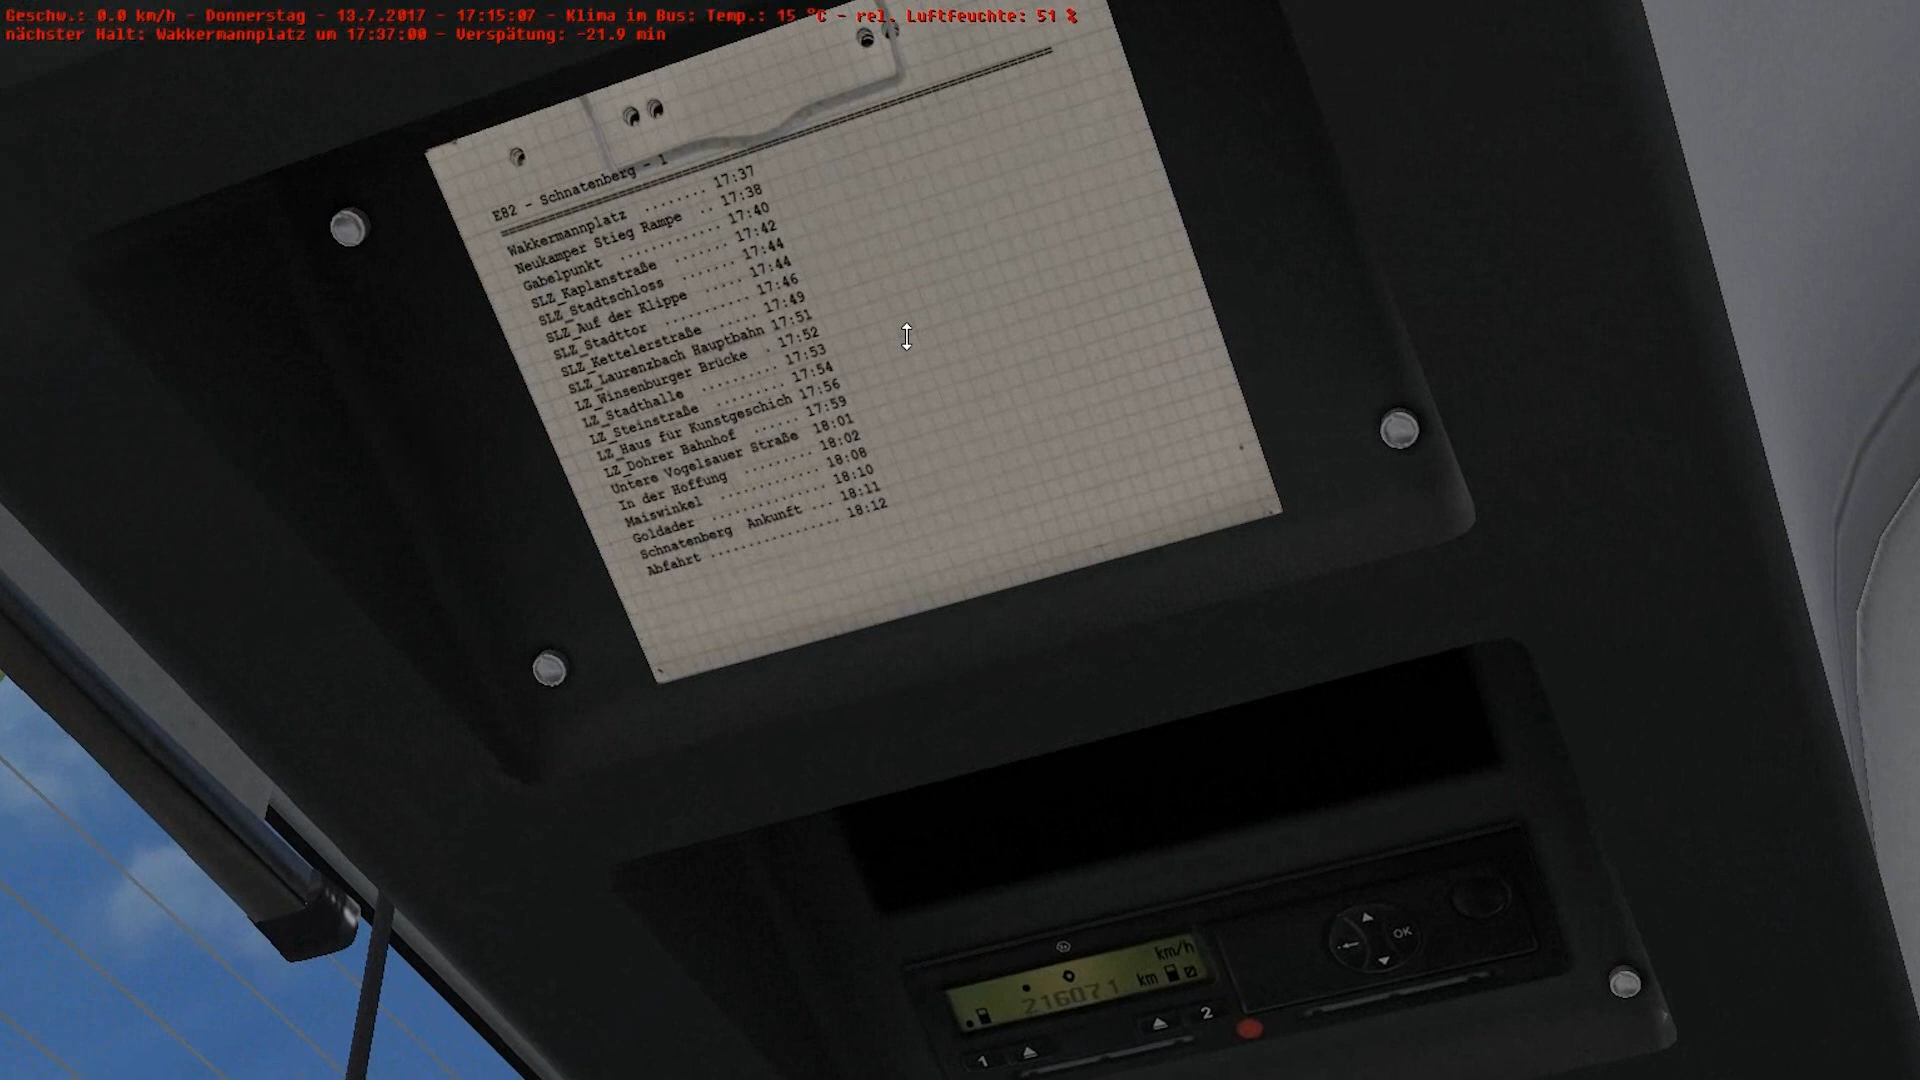 Geschw.: 0.0 km/h - Donnerstag - 13.7.2017 - 17:15:07 - Klima im Bus: Temp.: 15 °C - rel. Luftfeuchte: 51 %
nächster Halt: Wakkermannplatz um 17:37:00 - Verspätung: -21.9 min
E82 - Schnatenberg - 1
Wakkermannplatz ........ 17:37
Neukamper Stieg Rampe .. 17:38
Gabelpunkt ............. 17:40
SLZ_Kaplanstraße ....... 17:42
SLZ_Stadtschloss ....... 17:44
SLZ_Auf der Klippe ..... 17:44
SLZ_Stadttor ........... 17:46
SLZ_Kettelerstraße ..... 17:49
SLZ_Laurenzbach Hauptbahn 17:51
LZ_Winsenburger Brücke . 17:52
LZ_Stadthalle .......... 17:53
LZ_Steinstraße ......... 17:54
LZ_Haus für Kunstgeschich 17:56
LZ_Dohrer Bahnhof ...... 17:59
Untere Vogelsauer Straße 18:01
In der Hoffung ......... 18:02
Maiswinkel ............. 18:08
Goldader ............... 18:10
Schnatenberg Ankunft ... 18:11
Abfahrt ................ 18:12
km/h
21607.1 km
OK
1 2